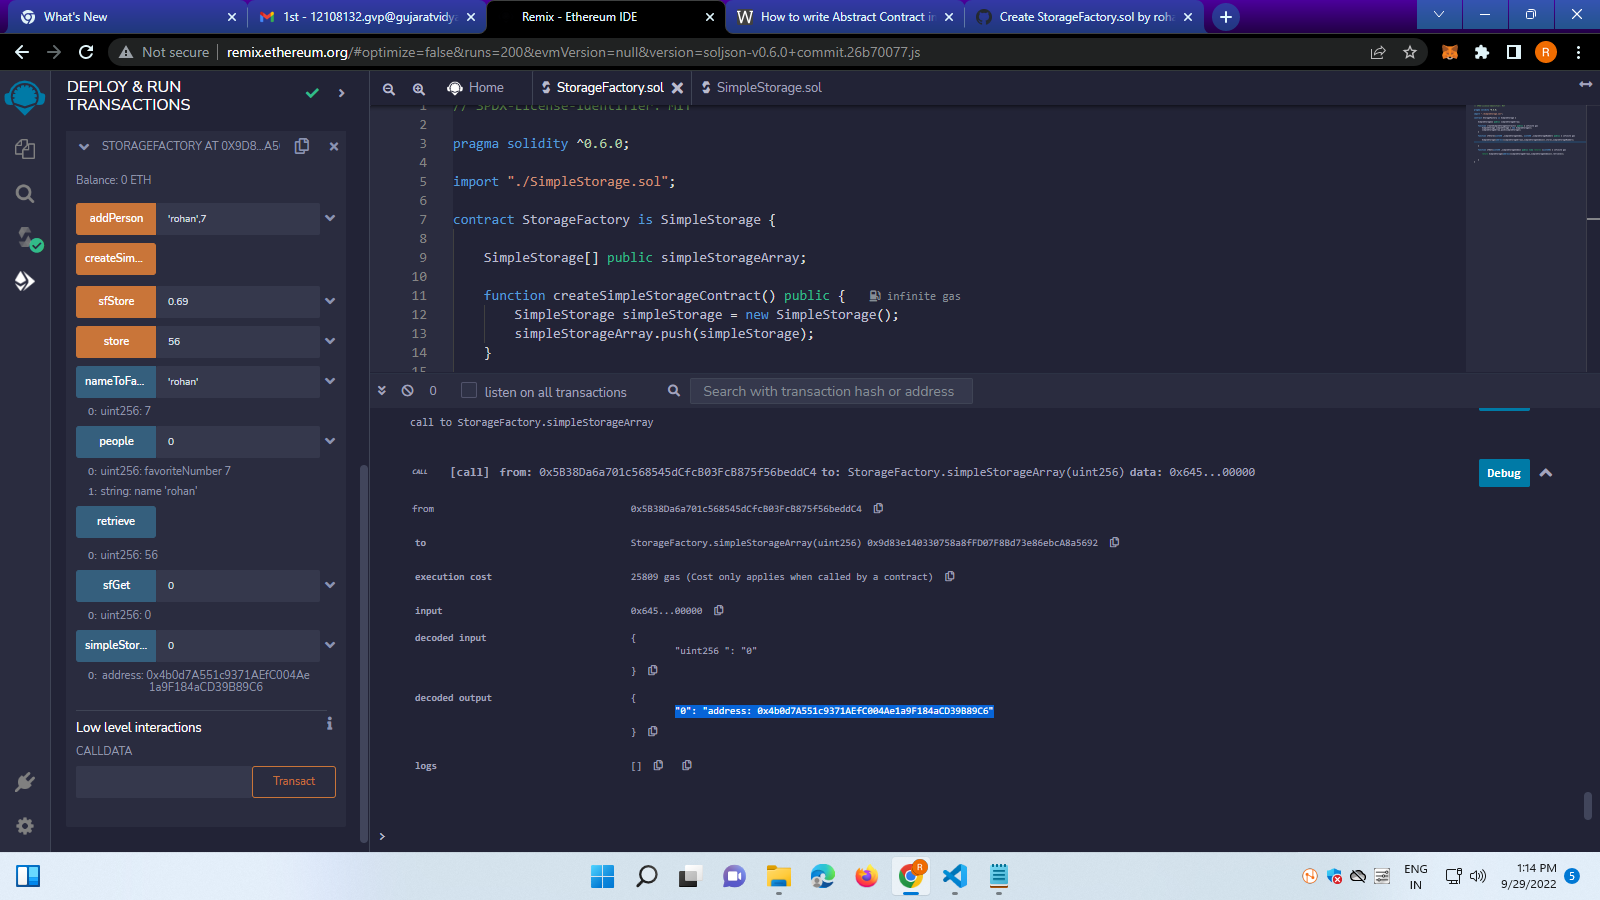 What's New
1st - 12108132.gvp@gujaratvidya
Remix - Ethereum IDE
How to write Abstract Contract in
Create StorageFactory.sol by roha
Not secure
remix.ethereum.org/#optimize=false&runs=200&evmVersion=null&version=soljson-v0.6.0+commit.26b70077.js
R
DEPLOY & RUN
TRANSACTIONS
STORAGEFACTORY AT 0X9D8...A56
Balance: 0 ETH
addPerson
'rohan',7
createSim...
sfStore
0.69
store
56
nameToFa...
'rohan'
0: uint256: 7
people
0
0: uint256: favoriteNumber 7
1: string: name 'rohan'
retrieve
0: uint256: 56
sfGet
0
0: uint256: 0
simpleStor...
0
0: address: 0x4b0d7A551c9371AEfC004Ae
1a9F184aCD39B89C6
Low level interactions
i
CALLDATA
Transact
Home
StorageFactory.sol
SimpleStorage.sol
1 // SPDX-License-Identifier: MIT
2
3 pragma solidity ^0.6.0;
4
5 import "./SimpleStorage.sol";
6
7 contract StorageFactory is SimpleStorage {
8
9 SimpleStorage[] public simpleStorageArray;
10
11 function createSimpleStorageContract() public { infinite gas
12 SimpleStorage simpleStorage = new SimpleStorage();
13 simpleStorageArray.push(simpleStorage);
14 }
15
0
listen on all transactions
Search with transaction hash or address
call to StorageFactory.simpleStorageArray
CALL [call] from: 0x5B38Da6a701c568545dCfcB03FcB875f56beddC4 to: StorageFactory.simpleStorageArray(uint256) data: 0x645...00000
Debug
from 0x5B38Da6a701c568545dCfcB03FcB875f56beddC4
to StorageFactory.simpleStorageArray(uint256) 0x9d83e140330758a8fFD07F8Bd73e86ebcA8a5692
execution cost 25809 gas (Cost only applies when called by a contract)
input 0x645...00000
decoded input {
"uint256 ": "0"
}
decoded output {
"0": "address: 0x4b0d7A551c9371AEfC004Ae1a9F184aCD39B89C6"
}
logs []
>
R
ENG
IN
1:14 PM
9/29/2022
5